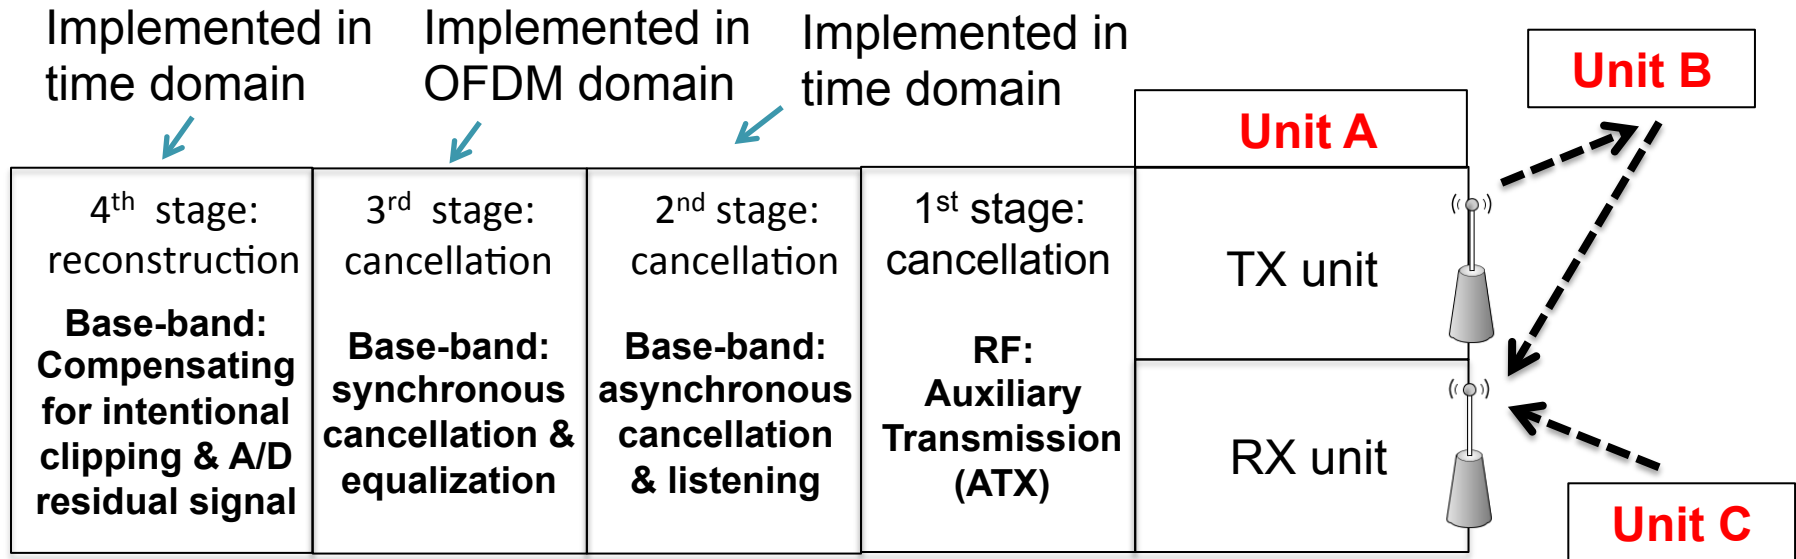 Implemented in
time domain
Implemented in
OFDM domain
Implemented in
time domain
Unit B
Unit A
4th stage:
reconstruction
Base-band:
Compensating
for intentional
clipping & A/D
residual signal
3rd stage:
cancellation
Base-band:
synchronous
cancellation &
equalization
2nd stage:
cancellation
Base-band:
asynchronous
cancellation
& listening
1st stage:
cancellation
RF:
Auxiliary
Transmission
(ATX)
TX unit
RX unit
Unit C